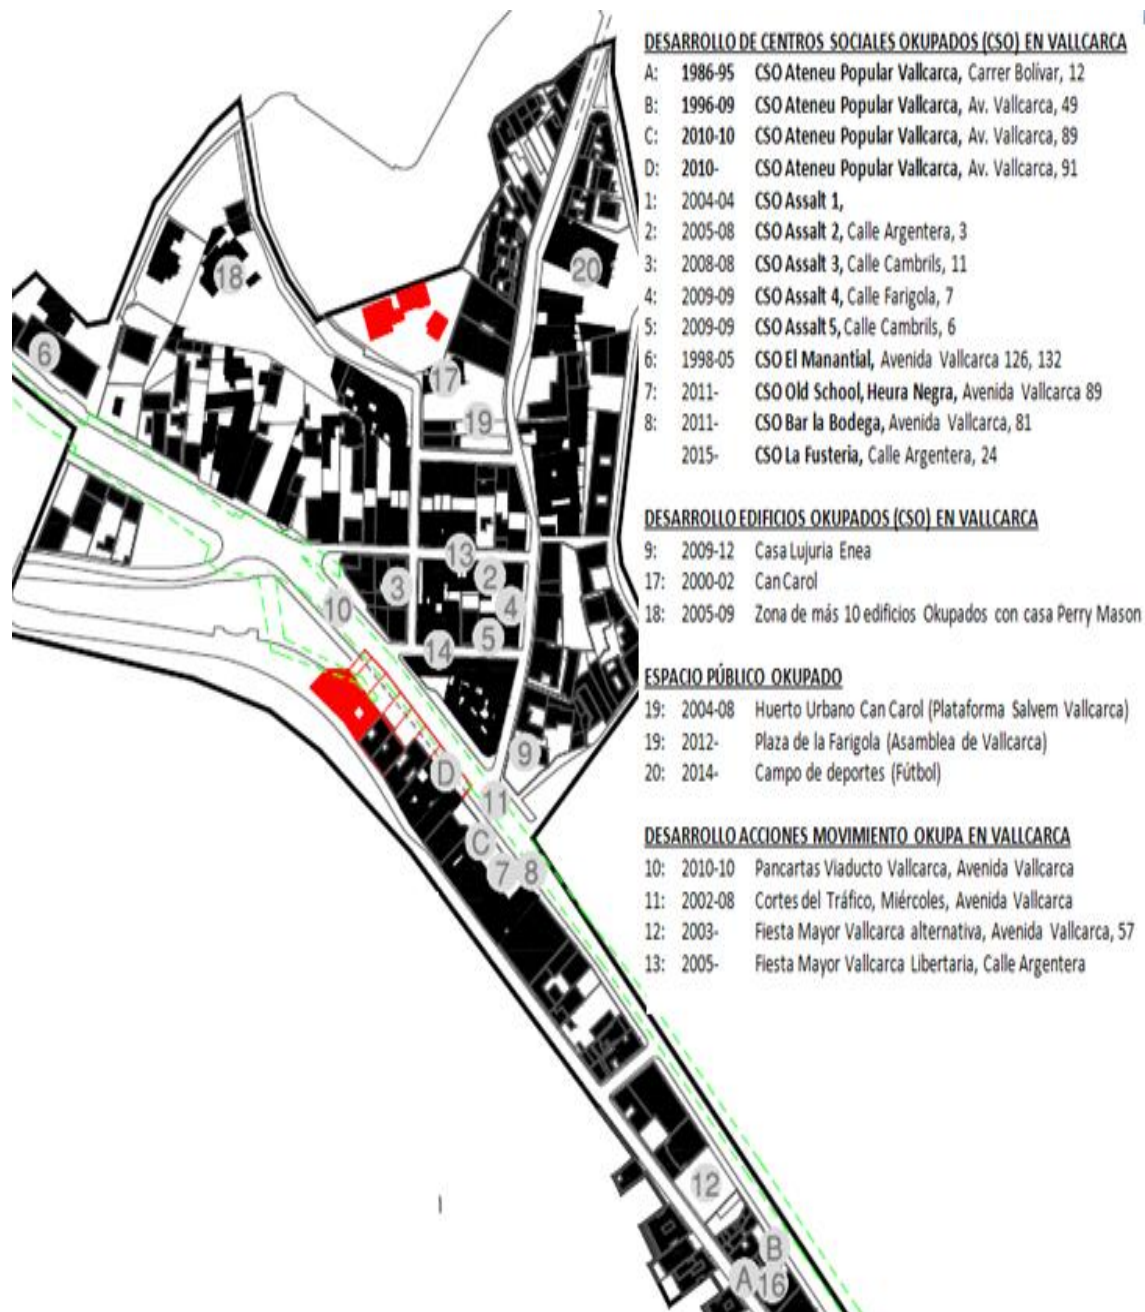 DESARROLLO DE CENTROS SOCIALES OKUPADOS (CSO) EN VALLCARCA
A: 1986-95 CSO Ateneu Popular Vallcarca, Carrer Bolívar, 12
B: 1996-09 CSO Ateneu Popular Vallcarca, Av. Vallcarca, 49
C: 2010-10 CSO Ateneu Popular Vallcarca, Av. Vallcarca, 89
D: 2010- CSO Ateneu Popular Vallcarca, Av. Vallcarca, 91
1: 2004-04 CSO Assalt 1,
2: 2005-08 CSO Assalt 2, Calle Argentera, 3
3: 2008-08 CSO Assalt 3, Calle Cambrils, 11
4: 2009-09 CSO Assalt 4, Calle Farigola, 7
5: 2009-09 CSO Assalt 5, Calle Cambrils, 6
6: 1998-05 CSO El Manantial, Avenida Vallcarca 126, 132
7: 2011- CSO Old School, Heura Negra, Avenida Vallcarca 89
8: 2011- CSO Bar la Bodega, Avenida Vallcarca, 81
2015- CSO La Fusteria, Calle Argentera, 24
DESARROLLO EDIFICIOS OKUPADOS (CSO) EN VALLCARCA
9: 2009-12 Casa Lujuria Enea
17: 2000-02 Can Carol
18: 2005-09 Zona de más 10 edificios Okupados con casa Perry Mason
ESPACIO PÚBLICO OKUPADO
19: 2004-08 Huerto Urbano Can Carol (Plataforma Salvem Vallcarca)
19: 2012- Plaza de la Farigola (Asamblea de Vallcarca)
20: 2014- Campo de deportes (Fútbol)
DESARROLLO ACCIONES MOVIMIENTO OKUPA EN VALLCARCA
10: 2010-10 Pancartas Viaducto Vallcarca, Avenida Vallcarca
11: 2002-08 Cortes del Tráfico, Miércoles, Avenida Vallcarca
12: 2003- Fiesta Mayor Vallcarca alternativa, Avenida Vallcarca, 57
13: 2005- Fiesta Mayor Vallcarca Libertaria, Calle Argentera
18
20
6
17
19
13
2
3
10
4
5
14
9
D
11
C
7
8
12
B
A
16